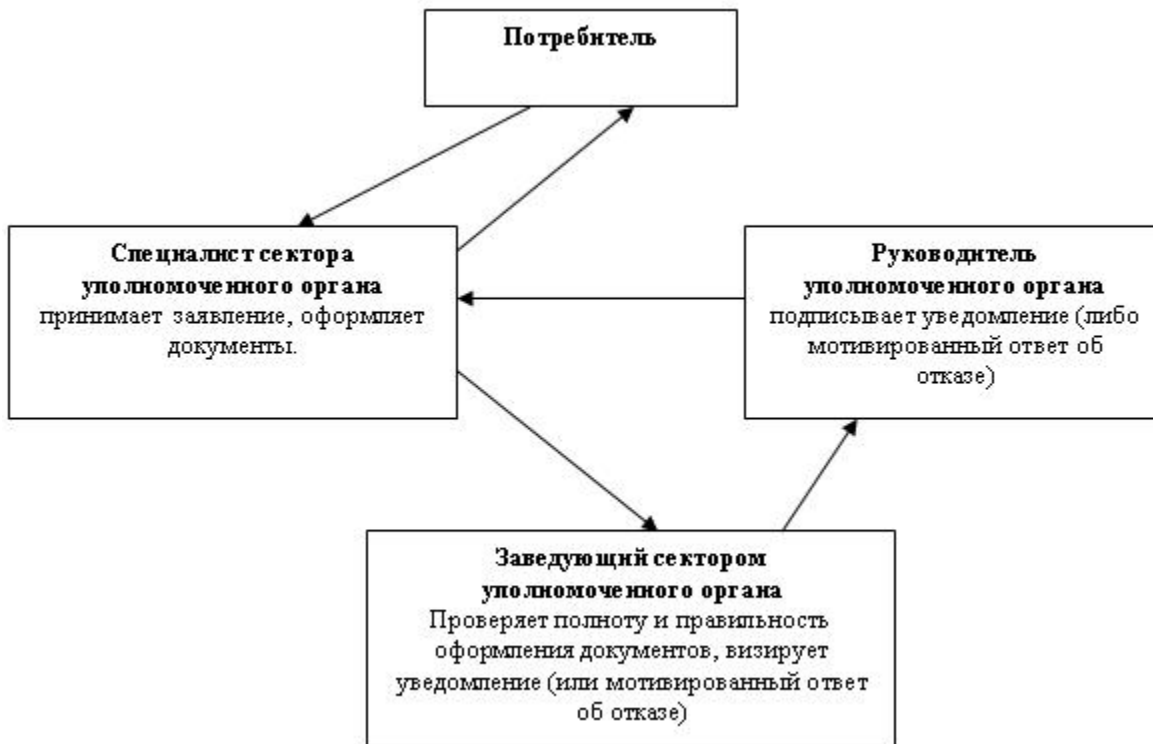 Потребитель
Специалист сектора
уполномоченного органа
принимает заявление, оформляет
документы.
Руководитель
уполномоченного органа
подписывает уведомление (либо
мотивированный ответ об
отказе)
Заведующий сектором
уполномоченного органа
Проверяет полноту и правильность
оформления документов, визирует
уведомление (или мотивированный ответ
об отказе)